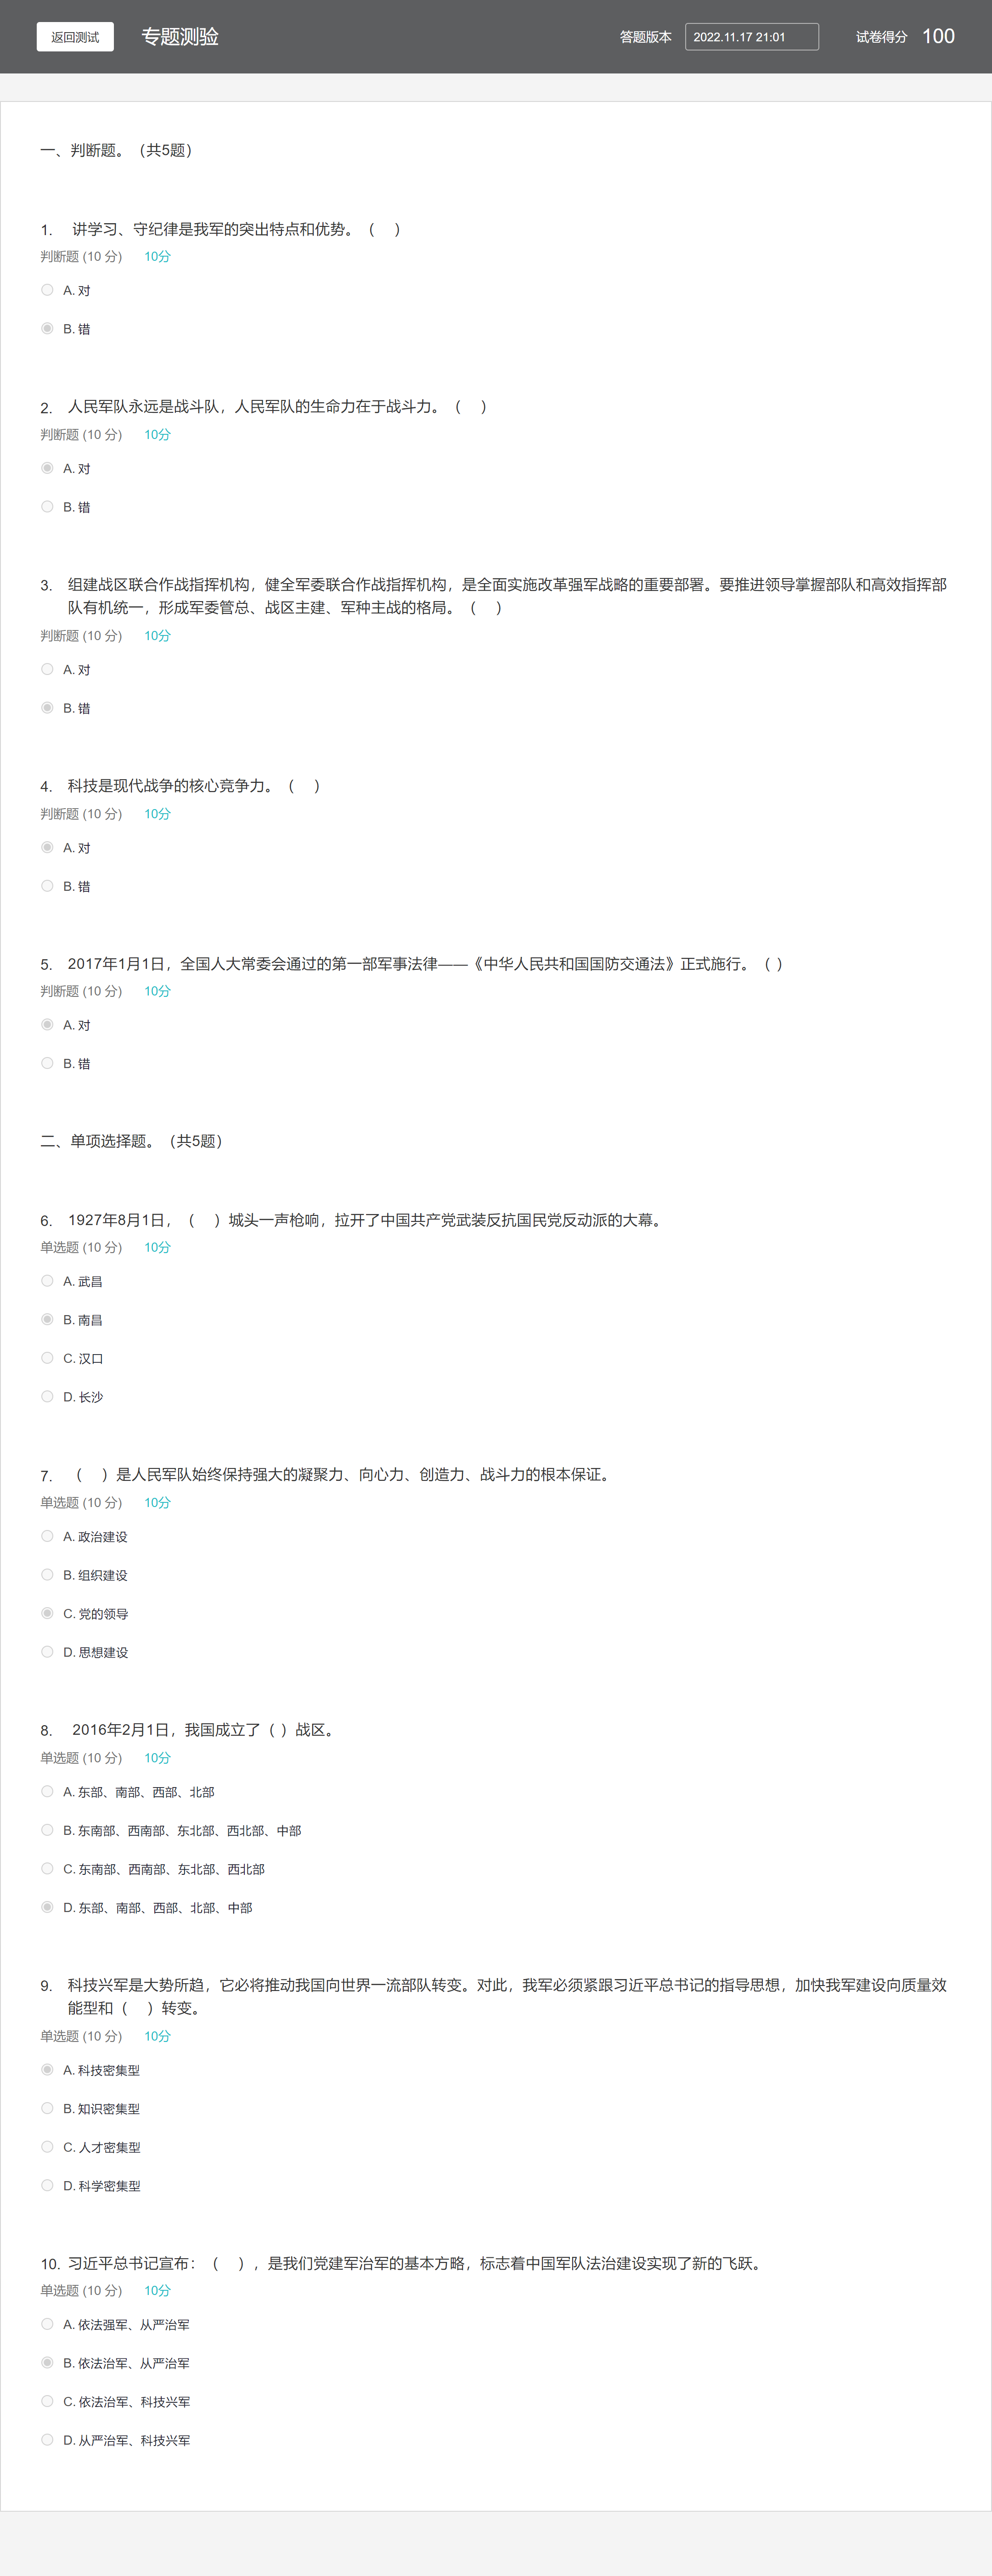 返回测试 专题测验 答题版本 2022.11.17 21:01 试卷得分 100
一、判断题。（共5题）
1. 讲学习、守纪律是我军的突出特点和优势。（ ）
判断题 (10 分) 10分
A. 对
B. 错
2. 人民军队永远是战斗队，人民军队的生命力在于战斗力。（ ）
判断题 (10 分) 10分
A. 对
B. 错
3. 组建战区联合作战指挥机构，健全军委联合作战指挥机构，是全面实施改革强军战略的重要部署。要推进领导掌握部队和高效指挥部
队有机统一，形成军委管总、战区主建、军种主战的格局。（ ）
判断题 (10 分) 10分
A. 对
B. 错
4. 科技是现代战争的核心竞争力。（ ）
判断题 (10 分) 10分
A. 对
B. 错
5. 2017年1月1日，全国人大常委会通过的第一部军事法律——《中华人民共和国国防交通法》正式施行。（ ）
判断题 (10 分) 10分
A. 对
B. 错
二、单项选择题。（共5题）
6. 1927年8月1日，（ ）城头一声枪响，拉开了中国共产党武装反抗国民党反动派的大幕。
单选题 (10 分) 10分
A. 武昌
B. 南昌
C. 汉口
D. 长沙
7. （ ）是人民军队始终保持强大的凝聚力、向心力、创造力、战斗力的根本保证。
单选题 (10 分) 10分
A. 政治建设
B. 组织建设
C. 党的领导
D. 思想建设
8. 2016年2月1日，我国成立了（ ）战区。
单选题 (10 分) 10分
A. 东部、南部、西部、北部
B. 东南部、西南部、东北部、西北部、中部
C. 东南部、西南部、东北部、西北部
D. 东部、南部、西部、北部、中部
9. 科技兴军是大势所趋，它必将推动我国向世界一流部队转变。对此，我军必须紧跟习近平总书记的指导思想，加快我军建设向质量效
能型和（ ）转变。
单选题 (10 分) 10分
A. 科技密集型
B. 知识密集型
C. 人才密集型
D. 科学密集型
10. 习近平总书记宣布：（ ），是我们党建军治军的基本方略，标志着中国军队法治建设实现了新的飞跃。
单选题 (10 分) 10分
A. 依法强军、从严治军
B. 依法治军、从严治军
C. 依法治军、科技兴军
D. 从严治军、科技兴军